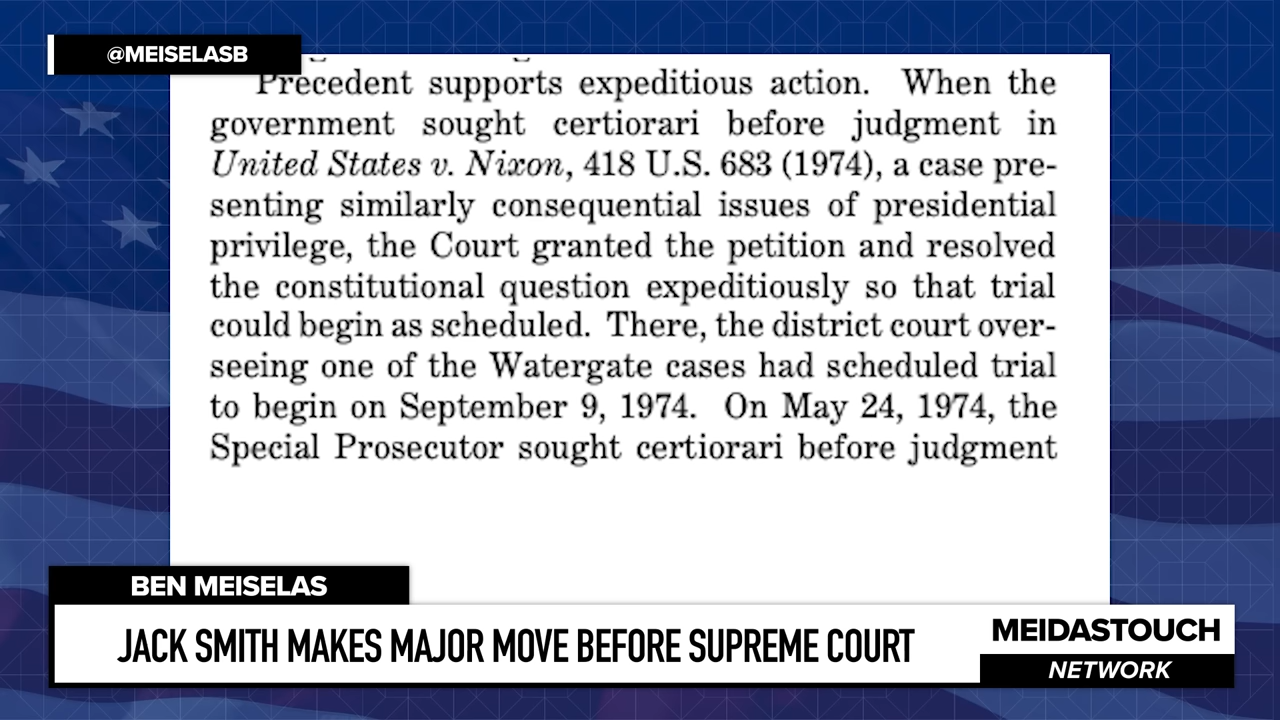 @MEISELASB
Precedent supports expeditious action. When the
government sought certiorari before judgment in
United States v. Nixon, 418 U.S. 683 (1974), a case pre-
senting similarly consequential issues of presidential
privilege, the Court granted the petition and resolved
the constitutional question expeditiously so that trial
could begin as scheduled. There, the district court over-
seeing one of the Watergate cases had scheduled trial
to begin on September 9, 1974. On May 24, 1974, the
Special Prosecutor sought certiorari before judgment
BEN MEISELAS
JACK SMITH MAKES MAJOR MOVE BEFORE SUPREME COURT
MEIDASTOUCH
NETWORK